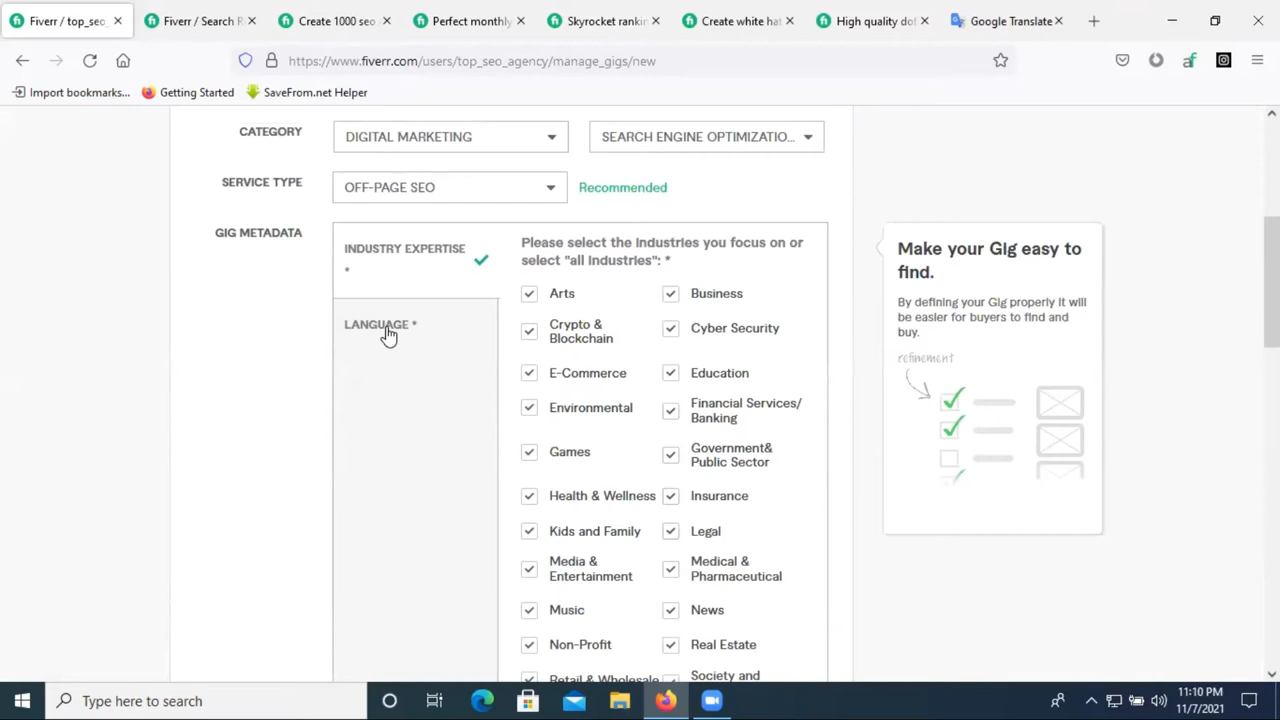 Fiverr / top_seo_
Fiverr / Search R
Create 1000 seo
Perfect monthly
Skyrocket rankin
Create white hat
High quality dof
Google Translate
https://www.fiverr.com/users/top_seo_agency/manage_gigs/new
Import bookmarks...
Getting Started
SaveFrom.net Helper
CATEGORY
DIGITAL MARKETING
SEARCH ENGINE OPTIMIZATIO...
SERVICE TYPE
OFF-PAGE SEO
Recommended
GIG METADATA
INDUSTRY EXPERTISE
*
LANGUAGE *
Please select the industries you focus on or
select "all industries": *
Arts
Business
Crypto &
Blockchain
Cyber Security
E-Commerce
Education
Environmental
Financial Services/
Banking
Games
Government&
Public Sector
Health & Wellness
Insurance
Kids and Family
Legal
Media &
Entertainment
Medical &
Pharmaceutical
Music
News
Non-Profit
Real Estate
Retail & Wholesale
Society and
Make your Gig easy to
find.
By defining your Gig properly it will
be easier for buyers to find and
buy.
refinement
Type here to search
11:10 PM
11/7/2021